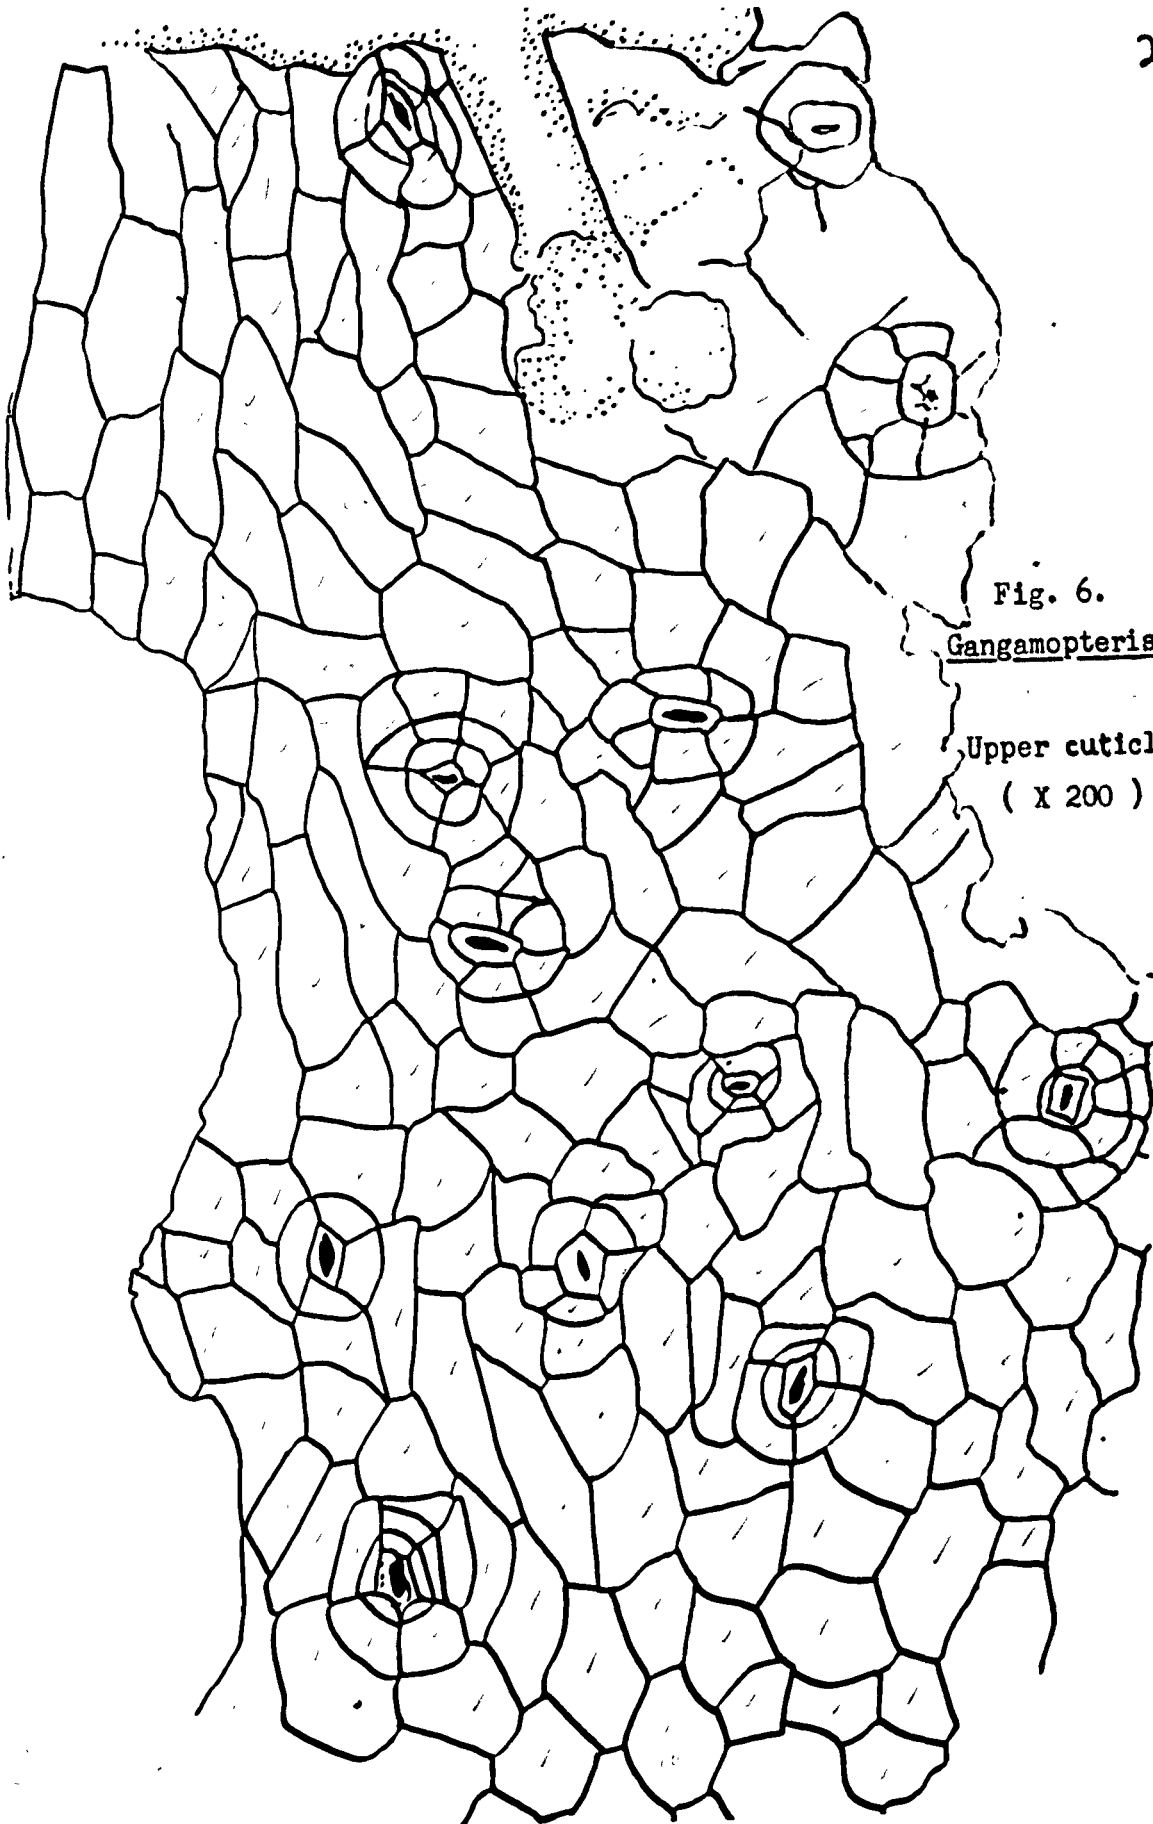 Fig. 6.
Gangamopteris
Upper cuticl
( X 200 )